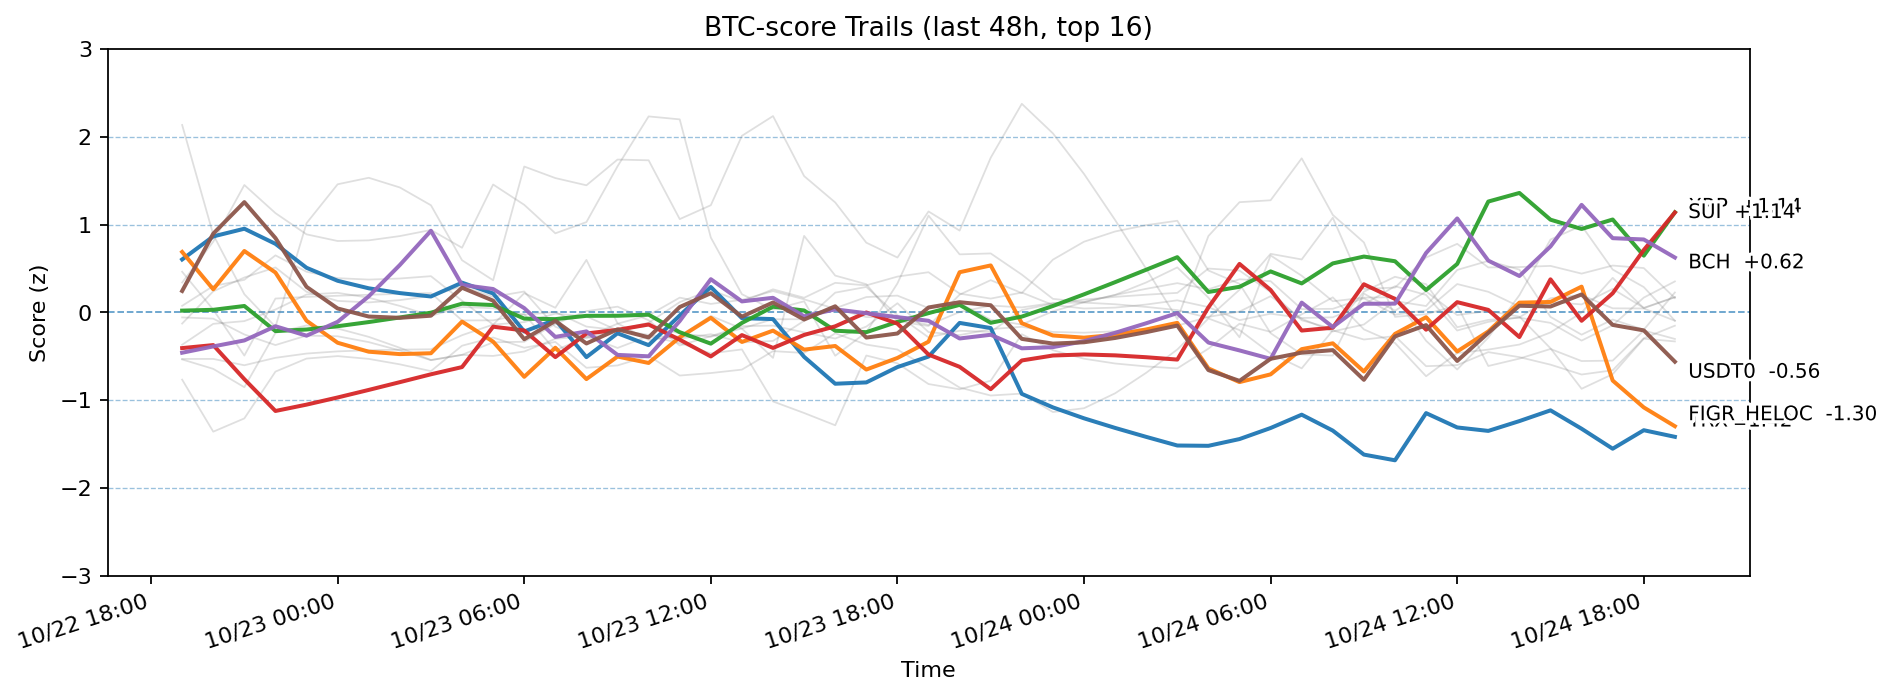 BTC-score Trails (last 48h, top 16)
Score (z)
3
2
1
0
−1
−2
−3
SUI +1.14
BCH +0.62
USDT0 -0.56
FIGR_HELOC -1.30
10/22 18:00
10/23 00:00
10/23 06:00
10/23 12:00
10/23 18:00
10/24 00:00
10/24 06:00
10/24 12:00
10/24 18:00
Time